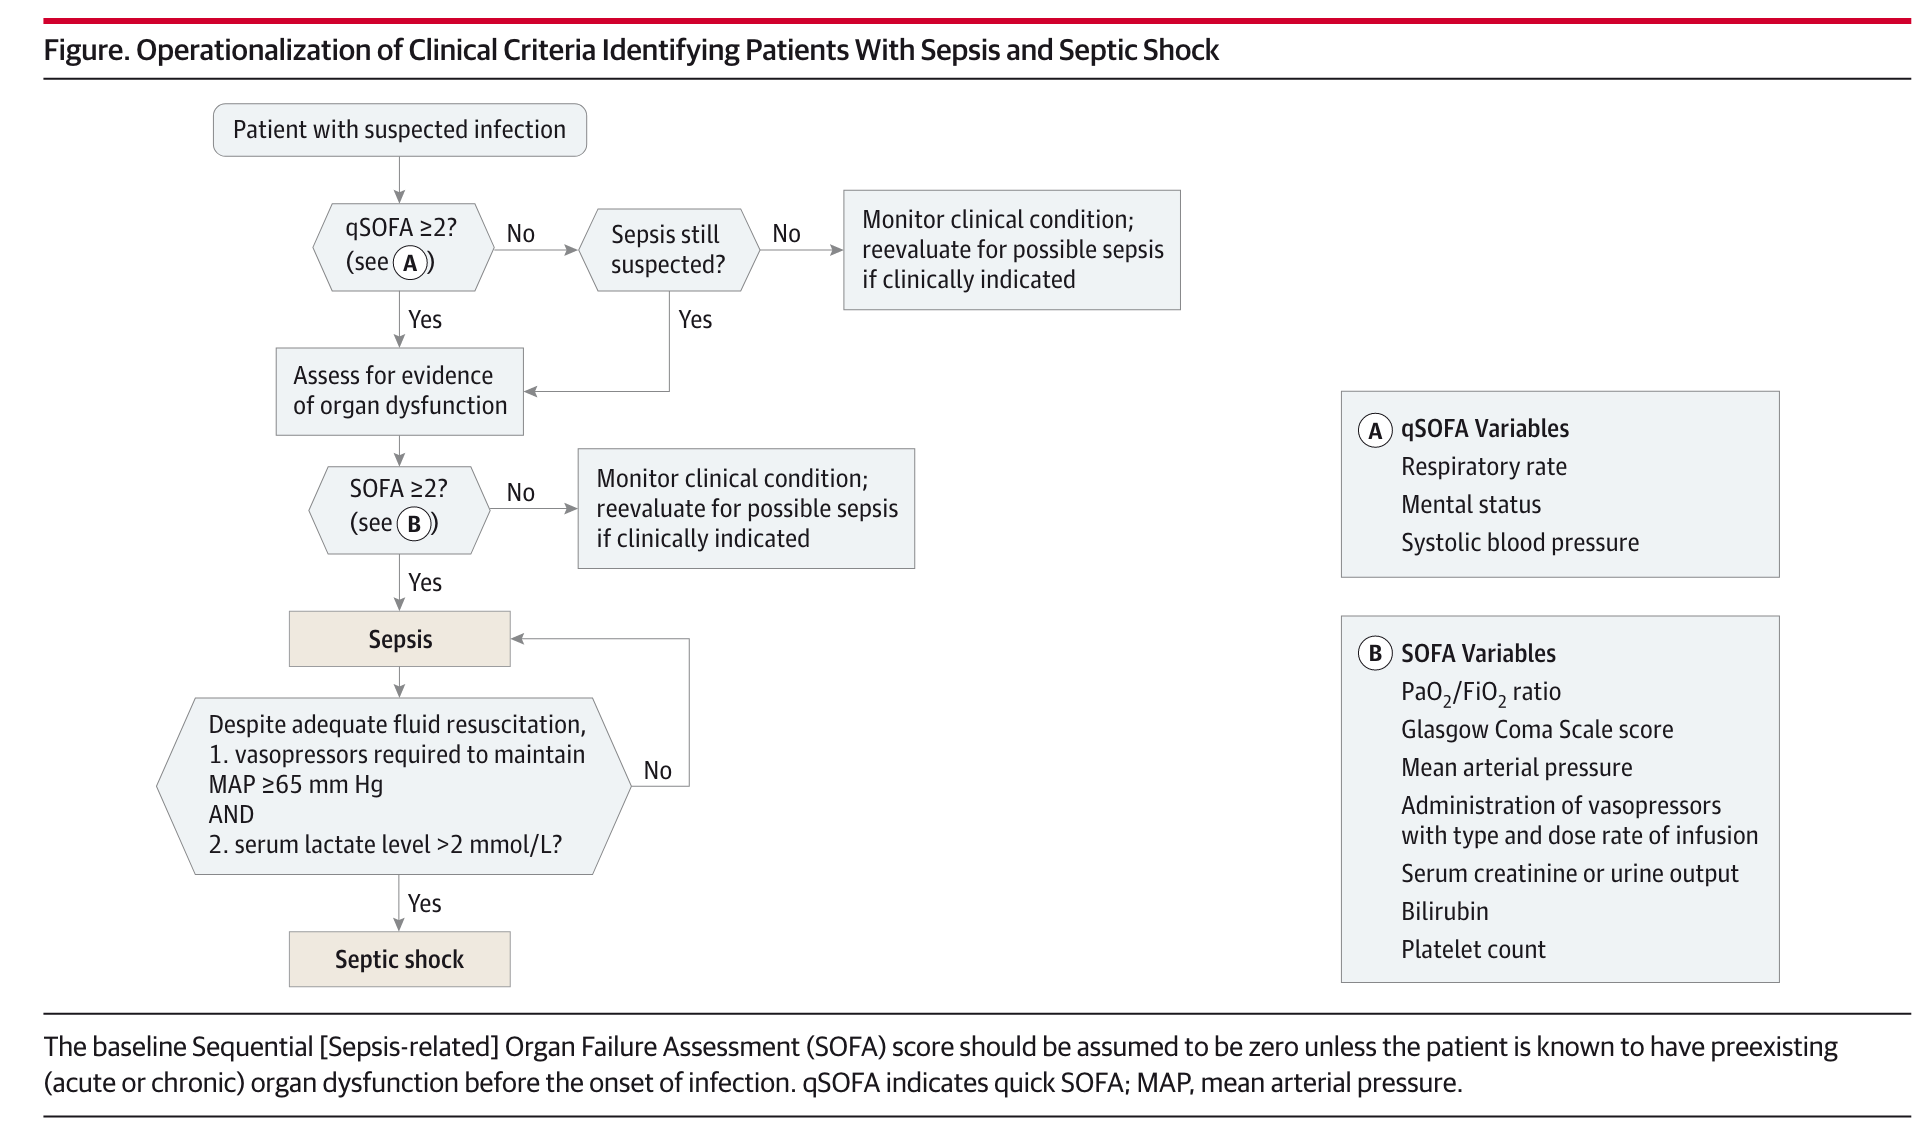 Figure. Operationalization of Clinical Criteria Identifying Patients With Sepsis and Septic Shock
Patient with suspected infection
qSOFA ≥2?
(see A)
No
Sepsis still
suspected?
No
Monitor clinical condition;
reevaluate for possible sepsis
if clinically indicated
Yes
Yes
Assess for evidence
of organ dysfunction
SOFA ≥2?
(see B)
No
Monitor clinical condition;
reevaluate for possible sepsis
if clinically indicated
Yes
Sepsis
Despite adequate fluid resuscitation,
1. vasopressors required to maintain
MAP ≥65 mm Hg
AND
2. serum lactate level >2 mmol/L?
No
Yes
Septic shock
A qSOFA Variables
Respiratory rate
Mental status
Systolic blood pressure
B SOFA Variables
PaO2/FiO2 ratio
Glasgow Coma Scale score
Mean arterial pressure
Administration of vasopressors
with type and dose rate of infusion
Serum creatinine or urine output
Bilirubin
Platelet count
The baseline Sequential [Sepsis-related] Organ Failure Assessment (SOFA) score should be assumed to be zero unless the patient is known to have preexisting
(acute or chronic) organ dysfunction before the onset of infection. qSOFA indicates quick SOFA; MAP, mean arterial pressure.